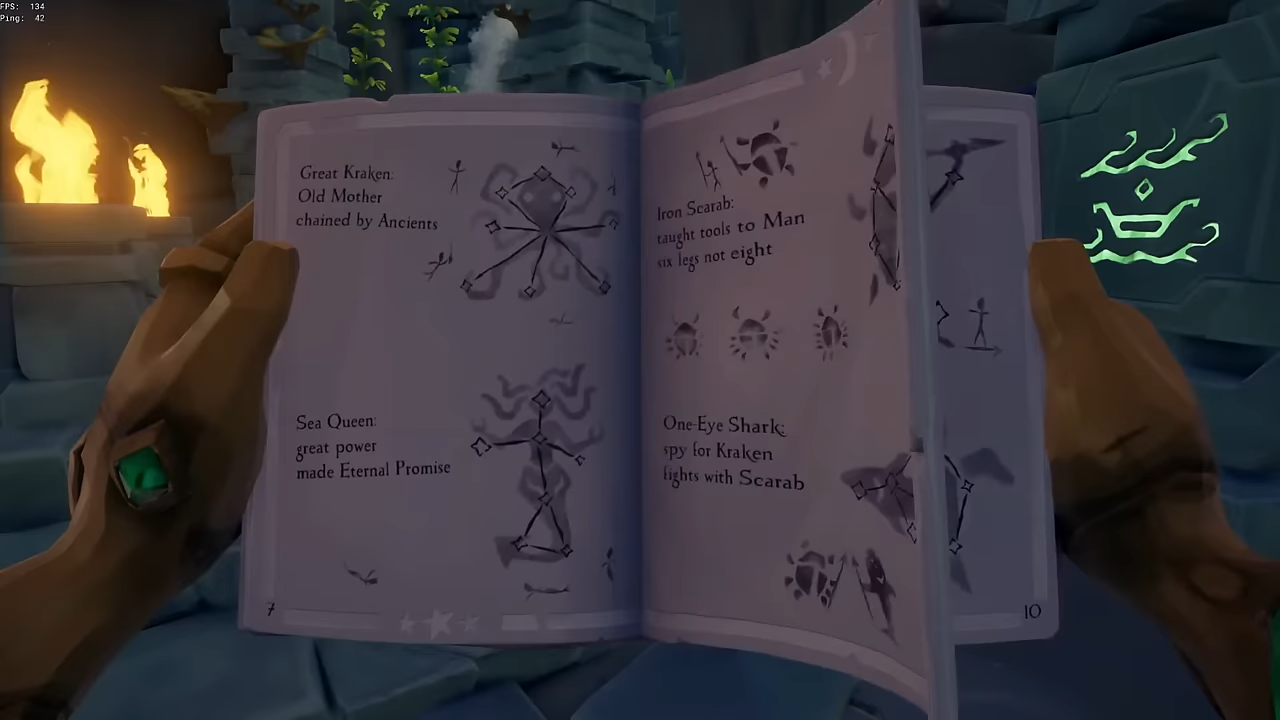 FPS: 134
Ping: 42
Great Kraken:
Old Mother
chained by Ancients
Sea Queen:
great power
made Eternal Promise
7
Iron Scarab:
taught tools to Man
six legs not eight
One-Eye Shark:
spy for Kraken
fights with Scarab
10